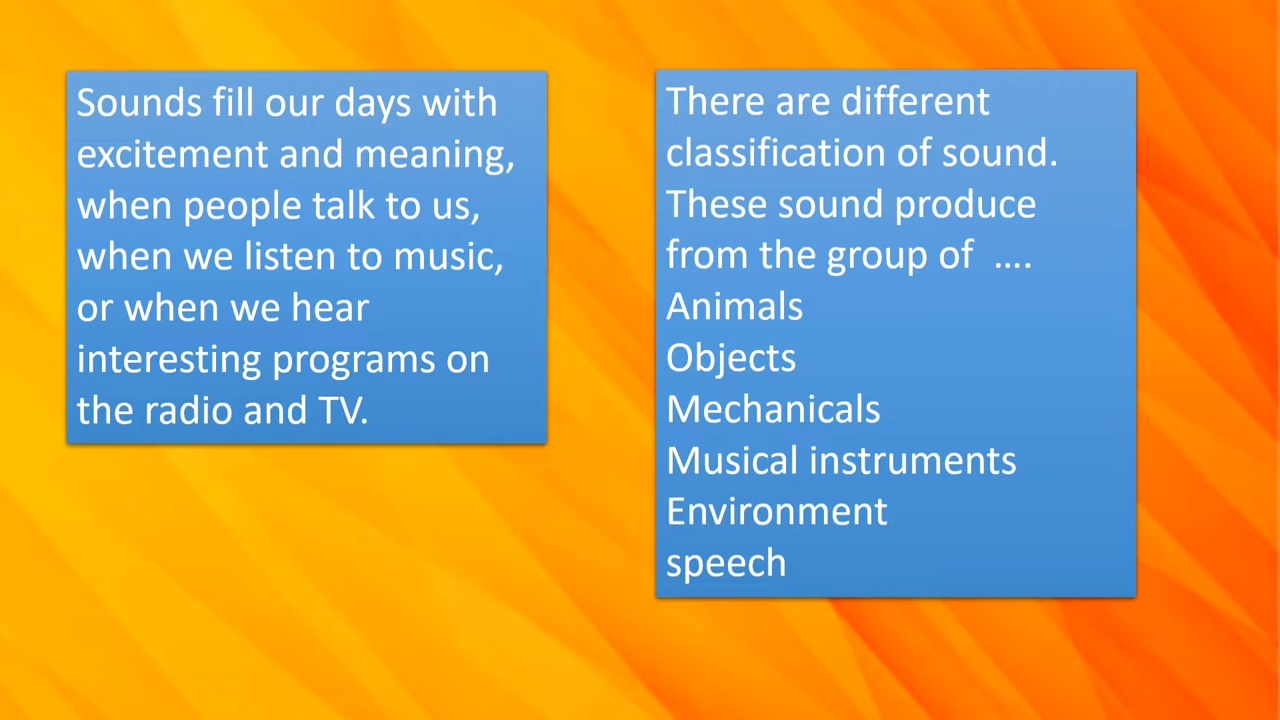 Sounds fill our days with
excitement and meaning,
when people talk to us,
when we listen to music,
or when we hear
interesting programs on
the radio and TV.
There are different
classification of sound.
These sound produce
from the group of  ....
Animals
Objects
Mechanicals
Musical instruments
Environment
speech